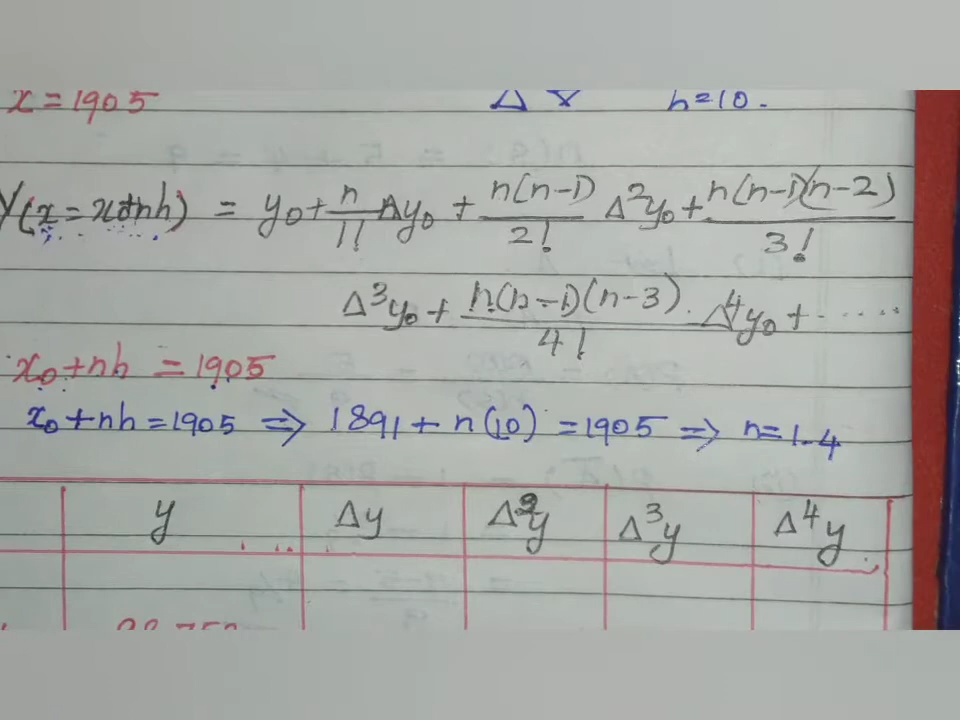 x = 1905 Δ ∇ h=10.
Y(x = x0+nh) = y0 + n/1! Δy0 + n(n-1)/2! Δ²y0 + n(n-1)(n-2)/3!
Δ³y0 + n(n-1)(n-3)/4! . Δ⁴y0 + .....
x0+nh = 1905
x0+nh = 1905 ⇒ 1891 + n(10) = 1905 ⇒ n=1.4
y Δy Δ²y Δ³y Δ⁴y